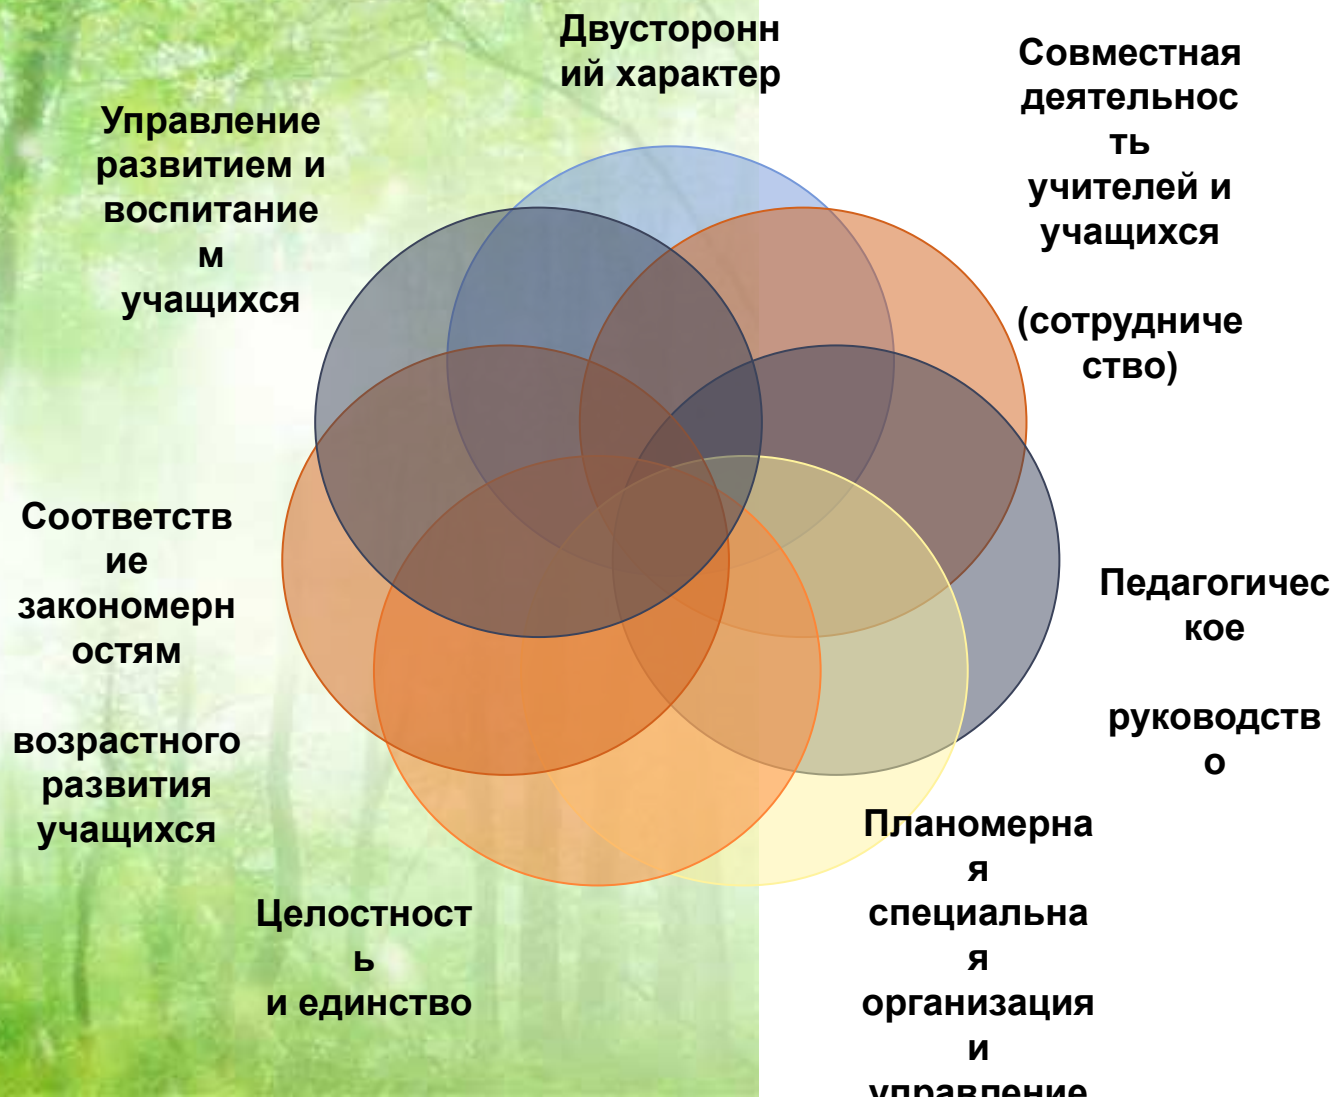 Двусторонн
ий характер
Совместная
деятельнос
ть
учителей и
учащихся
(сотрудниче
ство)
Педагогичес
кое
руководств
о
Планомерна
я
специальна
я
организация
и
управление
Целостност
ь
и единство
Соответств
ие
закономерн
остям
возрастного
развития
учащихся
Управление
развитием и
воспитание
м
учащихся